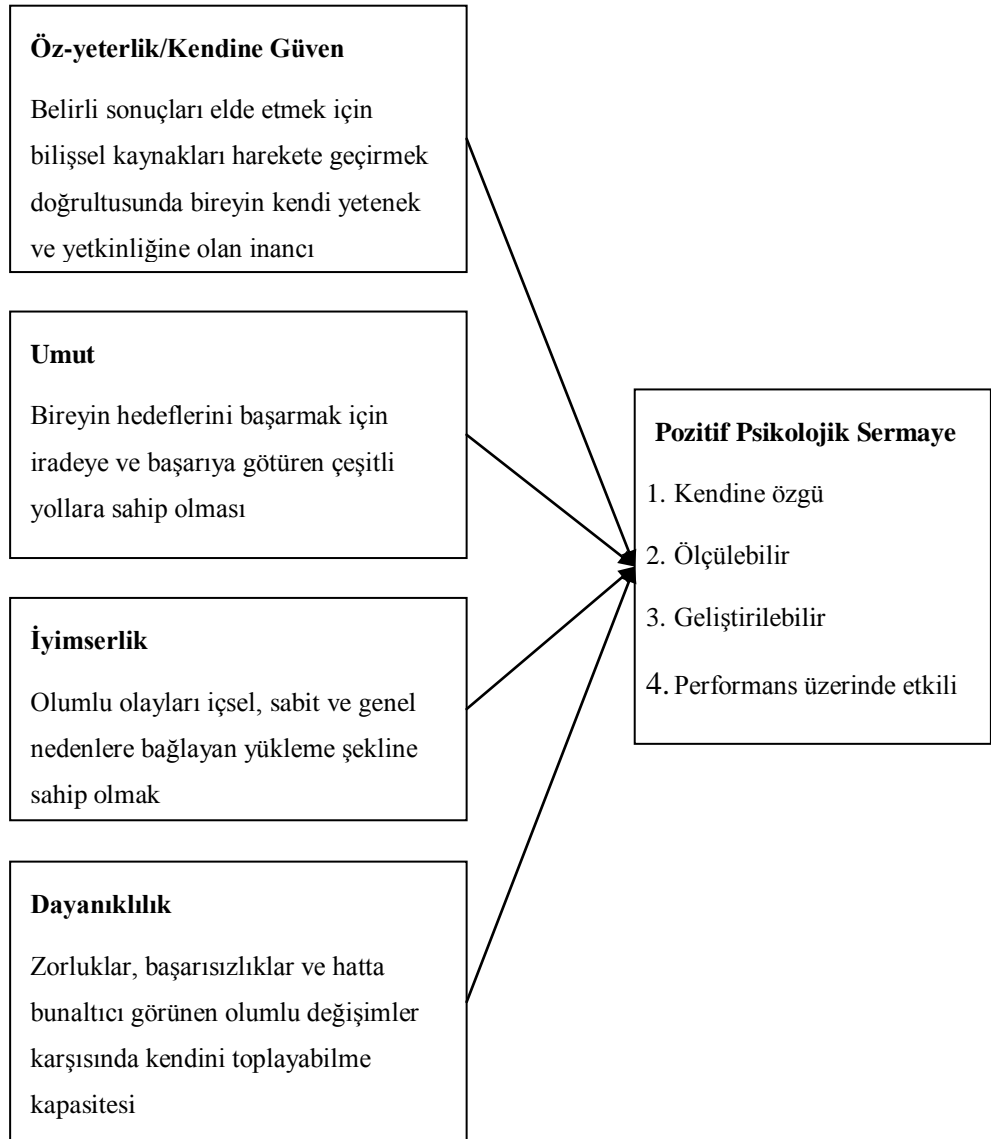 Öz-yeterlik/Kendine Güven
Belirli sonuçları elde etmek için
bilişsel kaynakları harekete geçirmek
doğrultusunda bireyin kendi yetenek
ve yetkinliğine olan inancı
Umut
Bireyin hedeflerini başarmak için
iradeye ve başarıya götüren çeşitli
yollara sahip olması
İyimserlik
Olumlu olayları içsel, sabit ve genel
nedenlere bağlayan yükleme şekline
sahip olmak
Dayanıklılık
Zorluklar, başarısızlıklar ve hatta
bunaltıcı görünen olumlu değişimler
karşısında kendini toplayabilme
kapasitesi
Pozitif Psikolojik Sermaye
1. Kendine özgü
2. Ölçülebilir
3. Geliştirilebilir
4. Performans üzerinde etkili